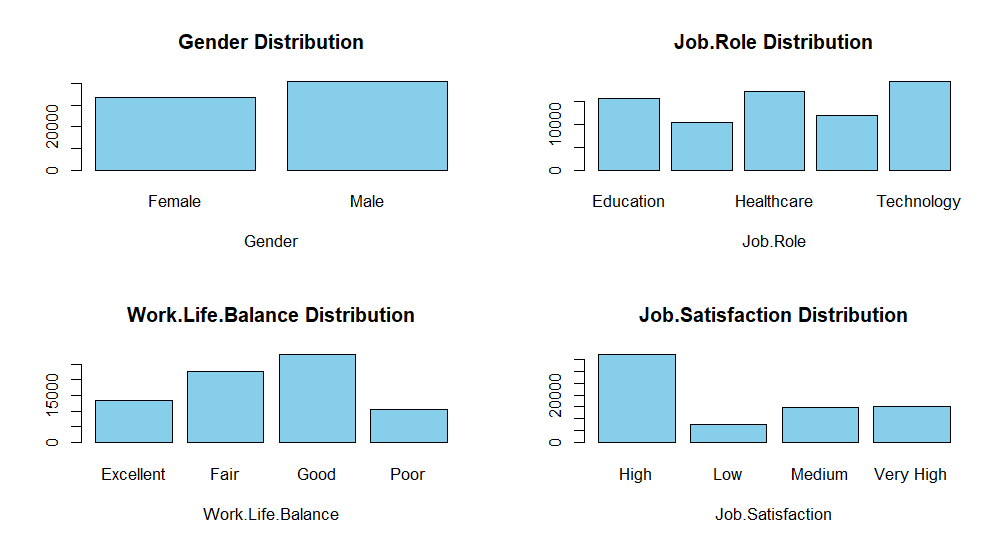 Gender Distribution
20000
0
Female Male
Gender
Job.Role Distribution
10000
0
Education Healthcare Technology
Job.Role
Work.Life.Balance Distribution
15000
0
Excellent Fair Good Poor
Work.Life.Balance
Job.Satisfaction Distribution
20000
0
High Low Medium Very High
Job.Satisfaction